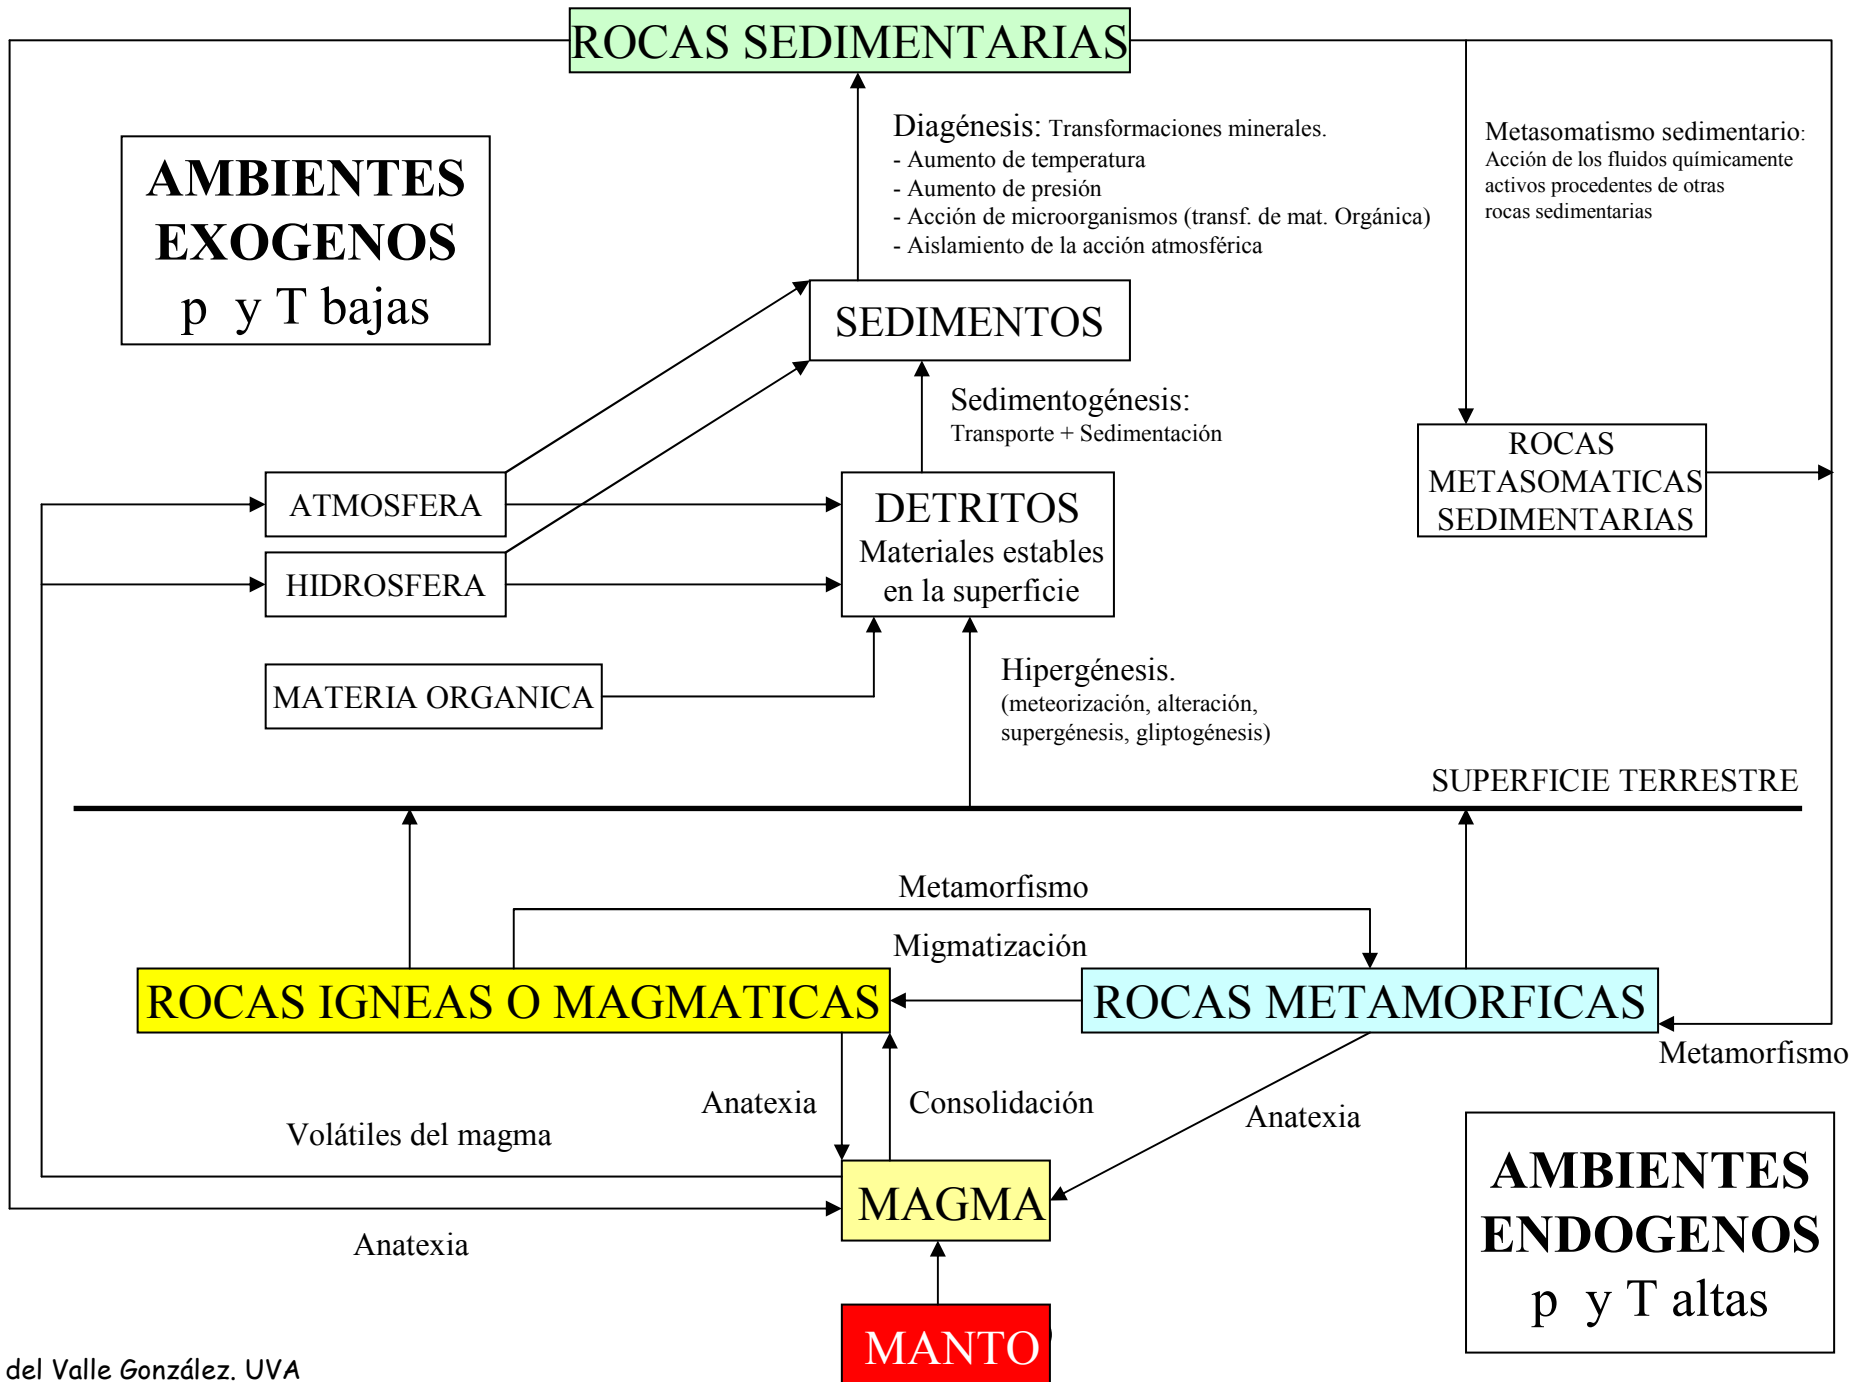 ROCAS SEDIMENTARIAS
Diagénesis: Transformaciones minerales.
- Aumento de temperatura
- Aumento de presión
- Acción de microorganismos (transf. de mat. Orgánica)
- Aislamiento de la acción atmosférica
Metasomatismo sedimentario:
Acción de los fluidos químicamente
activos procedentes de otras
rocas sedimentarias
AMBIENTES
EXOGENOS
p y T bajas
SEDIMENTOS
Sedimentogénesis:
Transporte + Sedimentación
ROCAS
METASOMATICAS
SEDIMENTARIAS
ATMOSFERA
DETRITOS
Materiales estables
en la superficie
HIDROSFERA
MATERIA ORGANICA
Hipergénesis.
(meteorización, alteración,
supergénesis, gliptogénesis)
SUPERFICIE TERRESTRE
Metamorfismo
Migmatización
ROCAS IGNEAS O MAGMATICAS
ROCAS METAMORFICAS
Metamorfismo
Anatexia
Consolidación
Anatexia
Volátiles del magma
MAGMA
Anatexia
AMBIENTES
ENDOGENOS
p y T altas
MANTO
del Valle González. UVA